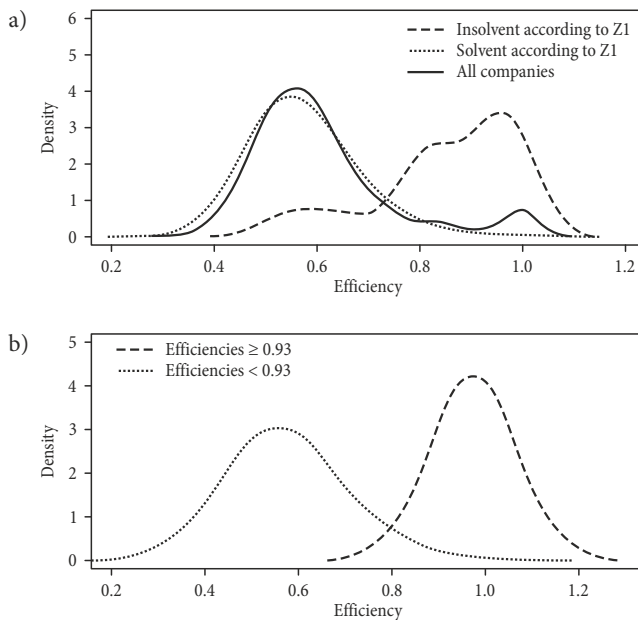 a)
Insolvent according to Z1
Solvent according to Z1
All companies
Density
6
5
4
3
2
1
0
0.2 0.4 0.6 0.8 1.0 1.2
Efficiency
b)
Efficiencies ≥ 0.93
Efficiencies < 0.93
Density
5
4
3
2
1
0
0.2 0.4 0.6 0.8 1.0 1.2
Efficiency